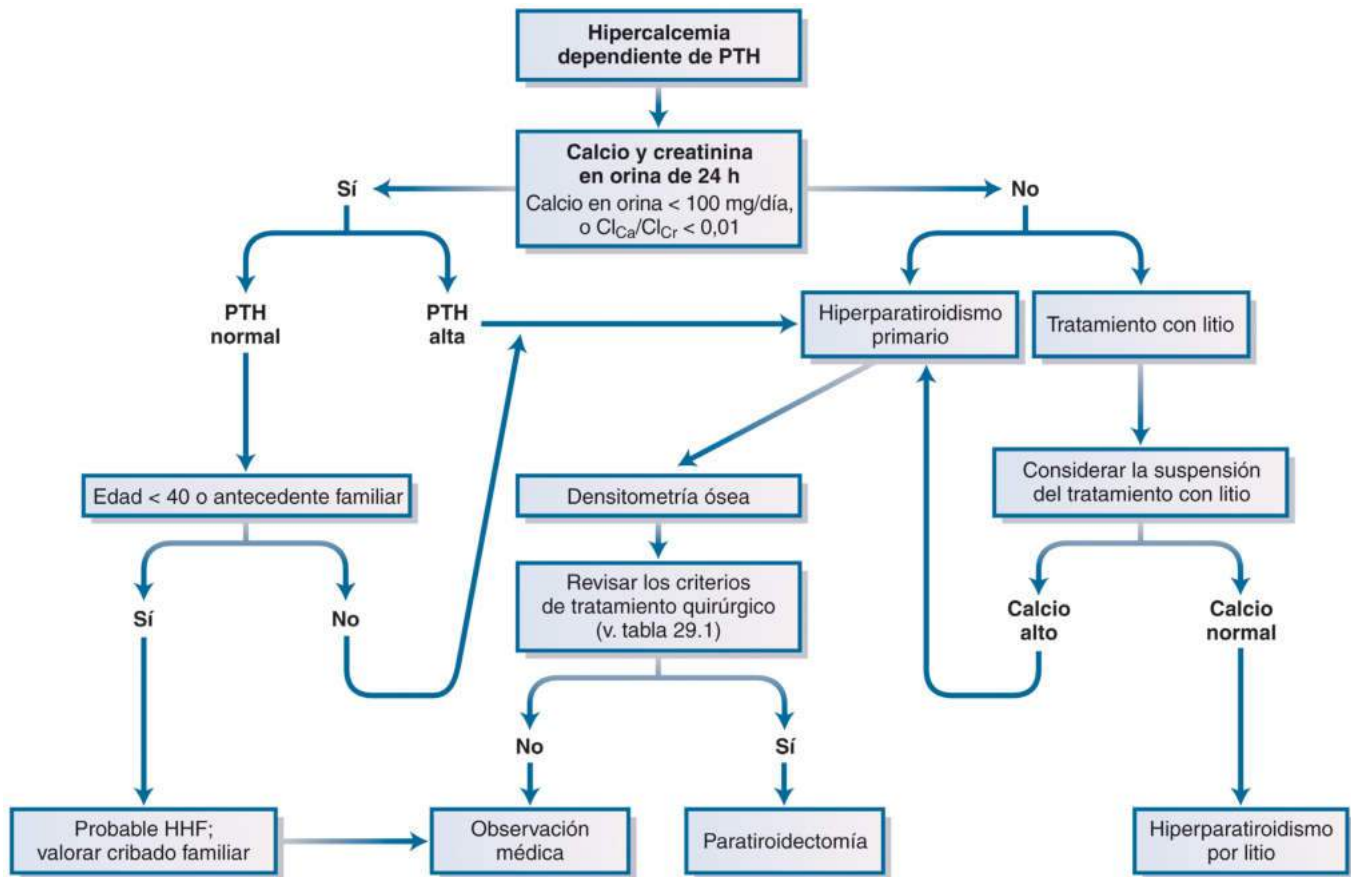 Hipercalcemia
dependiente de PTH
Calcio y creatinina
en orina de 24 h
Calcio en orina < 100 mg/día,
o ClCa/ClCr < 0,01
Sí
No
PTH
normal
PTH
alta
Hiperparatiroidismo
primario
Tratamiento con litio
Edad < 40 o antecedente familiar
Densitometría ósea
Considerar la suspensión
del tratamiento con litio
Sí
No
Revisar los criterios
de tratamiento quirúrgico
(v. tabla 29.1)
Calcio
alto
Calcio
normal
No
Sí
Probable HHF;
valorar cribado familiar
Observación
médica
Paratiroidectomía
Hiperparatiroidismo
por litio